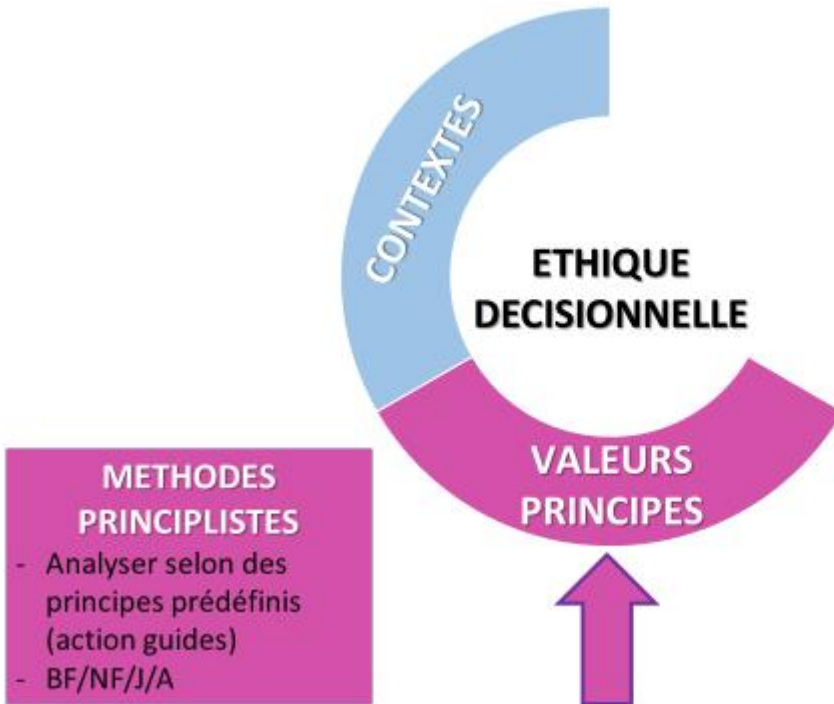 CONTEXTES
ETHIQUE
DECISIONNELLE
VALEURS
PRINCIPES
METHODES
PRINCIPLISTES
- Analyser selon des
principes prédéfinis
(action guides)
- BF/NF/J/A